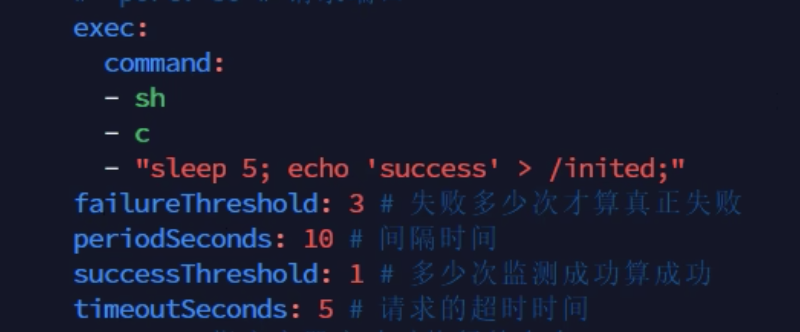 exec:
command:
- sh
- c
- "sleep 5; echo 'success' > /inited;"
failureThreshold: 3 # 失败多少次才算真正失败
periodSeconds: 10 # 间隔时间
successThreshold: 1 # 多少次监测成功算成功
timeoutSeconds: 5 # 请求的超时时间